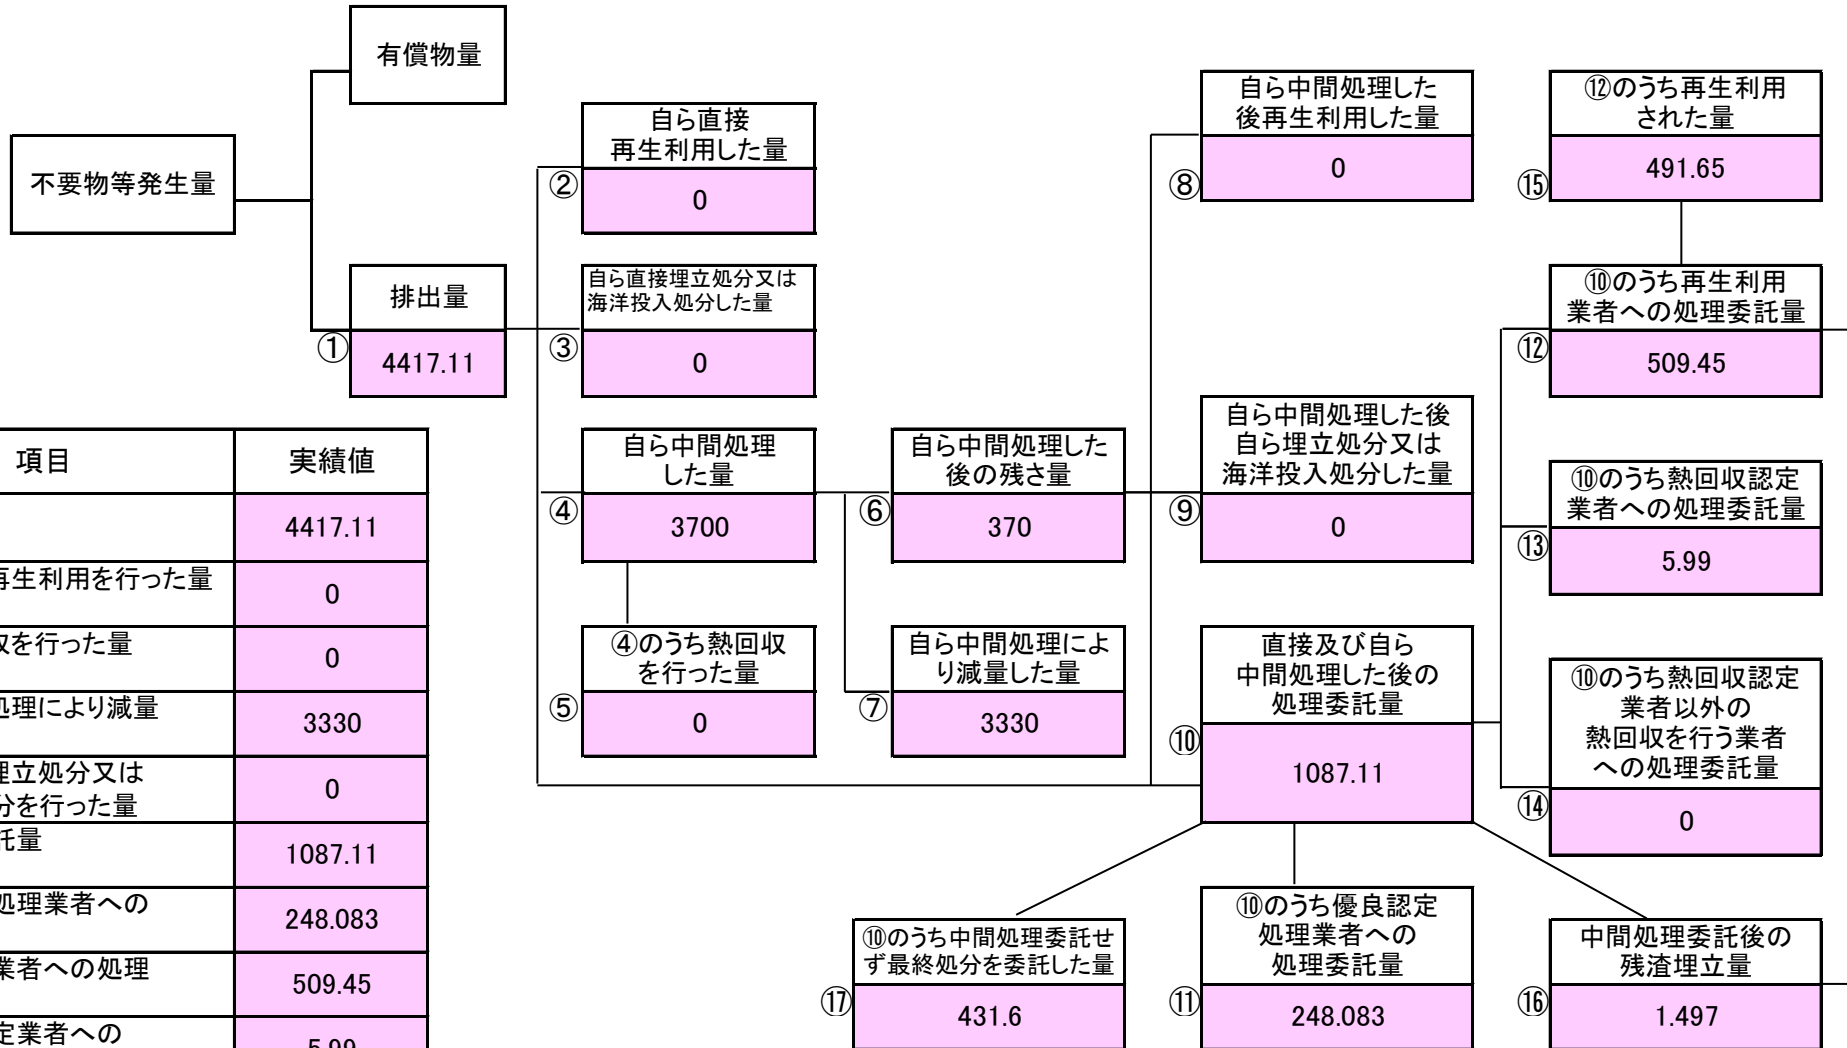 有償物量
不要物等発生量
排出量
①
4417.11
自ら直接
再生利用した量
②
0
自ら直接埋立処分又は
海洋投入処分した量
③
0
自ら中間処理
した量
④
3700
④のうち熱回収
を行った量
⑤
0
自ら中間処理した
後の残さ量
⑥
370
自ら中間処理によ
り減量した量
⑦
3330
自ら中間処理した
後再生利用した量
⑧
0
自ら中間処理した後
自ら埋立処分又は
海洋投入処分した量
⑨
0
直接及び自ら
中間処理した後の
処理委託量
⑩
1087.11
⑫のうち再生利用
された量
⑮
491.65
⑩のうち再生利用
業者への処理委託量
⑫
509.45
⑩のうち熱回収認定
業者への処理委託量
⑬
5.99
⑩のうち熱回収認定
業者以外の
熱回収を行う業者
への処理委託量
⑭
0
⑩のうち中間処理委託せ
ず最終処分を委託した量
⑰
431.6
⑩のうち優良認定
処理業者への
処理委託量
⑪
248.083
中間処理委託後の
残渣埋立量
⑯
1.497
項目 実績値
4417.11
再生利用を行った量
0
を行った量
0
処理により減量
3330
埋立処分又は
分を行った量
0
託量
1087.11
処理業者への
248.083
業者への処理
509.45
定業者への
5.99